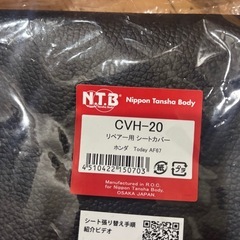 N.T.B Nippon Tansha Body
CVH-20
リペアー用 シートカバー
ホンダ Today AF67
4510422150703
紙
Manufactured in R.O.C.
for Nippon Tansha Body.
OSAKA JAPAN
シート張り替え手順
紹介ビデオ